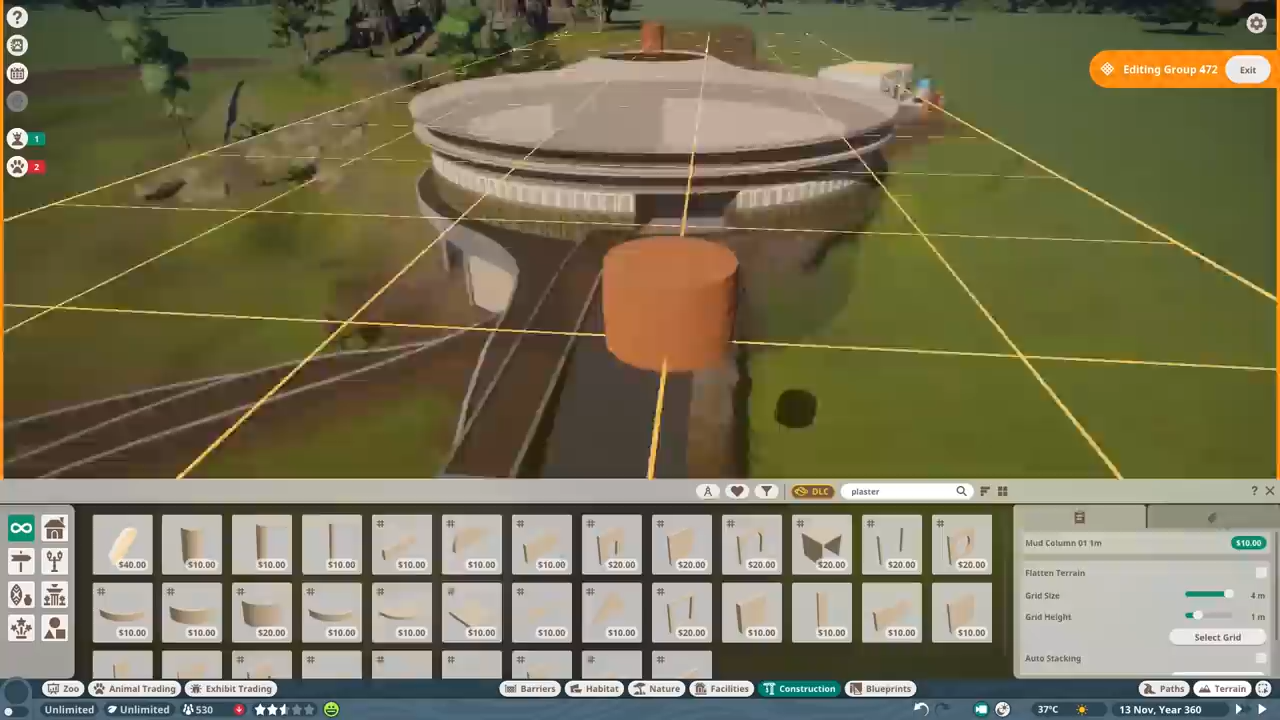 ?
Editing Group 472 Exit
1
2
DLC plaster ? ×
$40.00 $10.00 $10.00 $10.00 $10.00 $10.00 $10.00 $20.00 $20.00 $20.00 $20.00 $20.00 $20.00
$10.00 $10.00 $20.00 $10.00 $10.00 $10.00 $10.00 $10.00 $20.00 $10.00 $10.00 $10.00 $10.00
Mud Column 01 1m $10.00
Flatten Terrain
Grid Size 4 m
Grid Height 1 m
Select Grid
Auto Stacking
Zoo Animal Trading Exhibit Trading Barriers Habitat Nature Facilities Construction Blueprints Paths Terrain
Unlimited Unlimited 530 37°C 13 Nov, Year 360